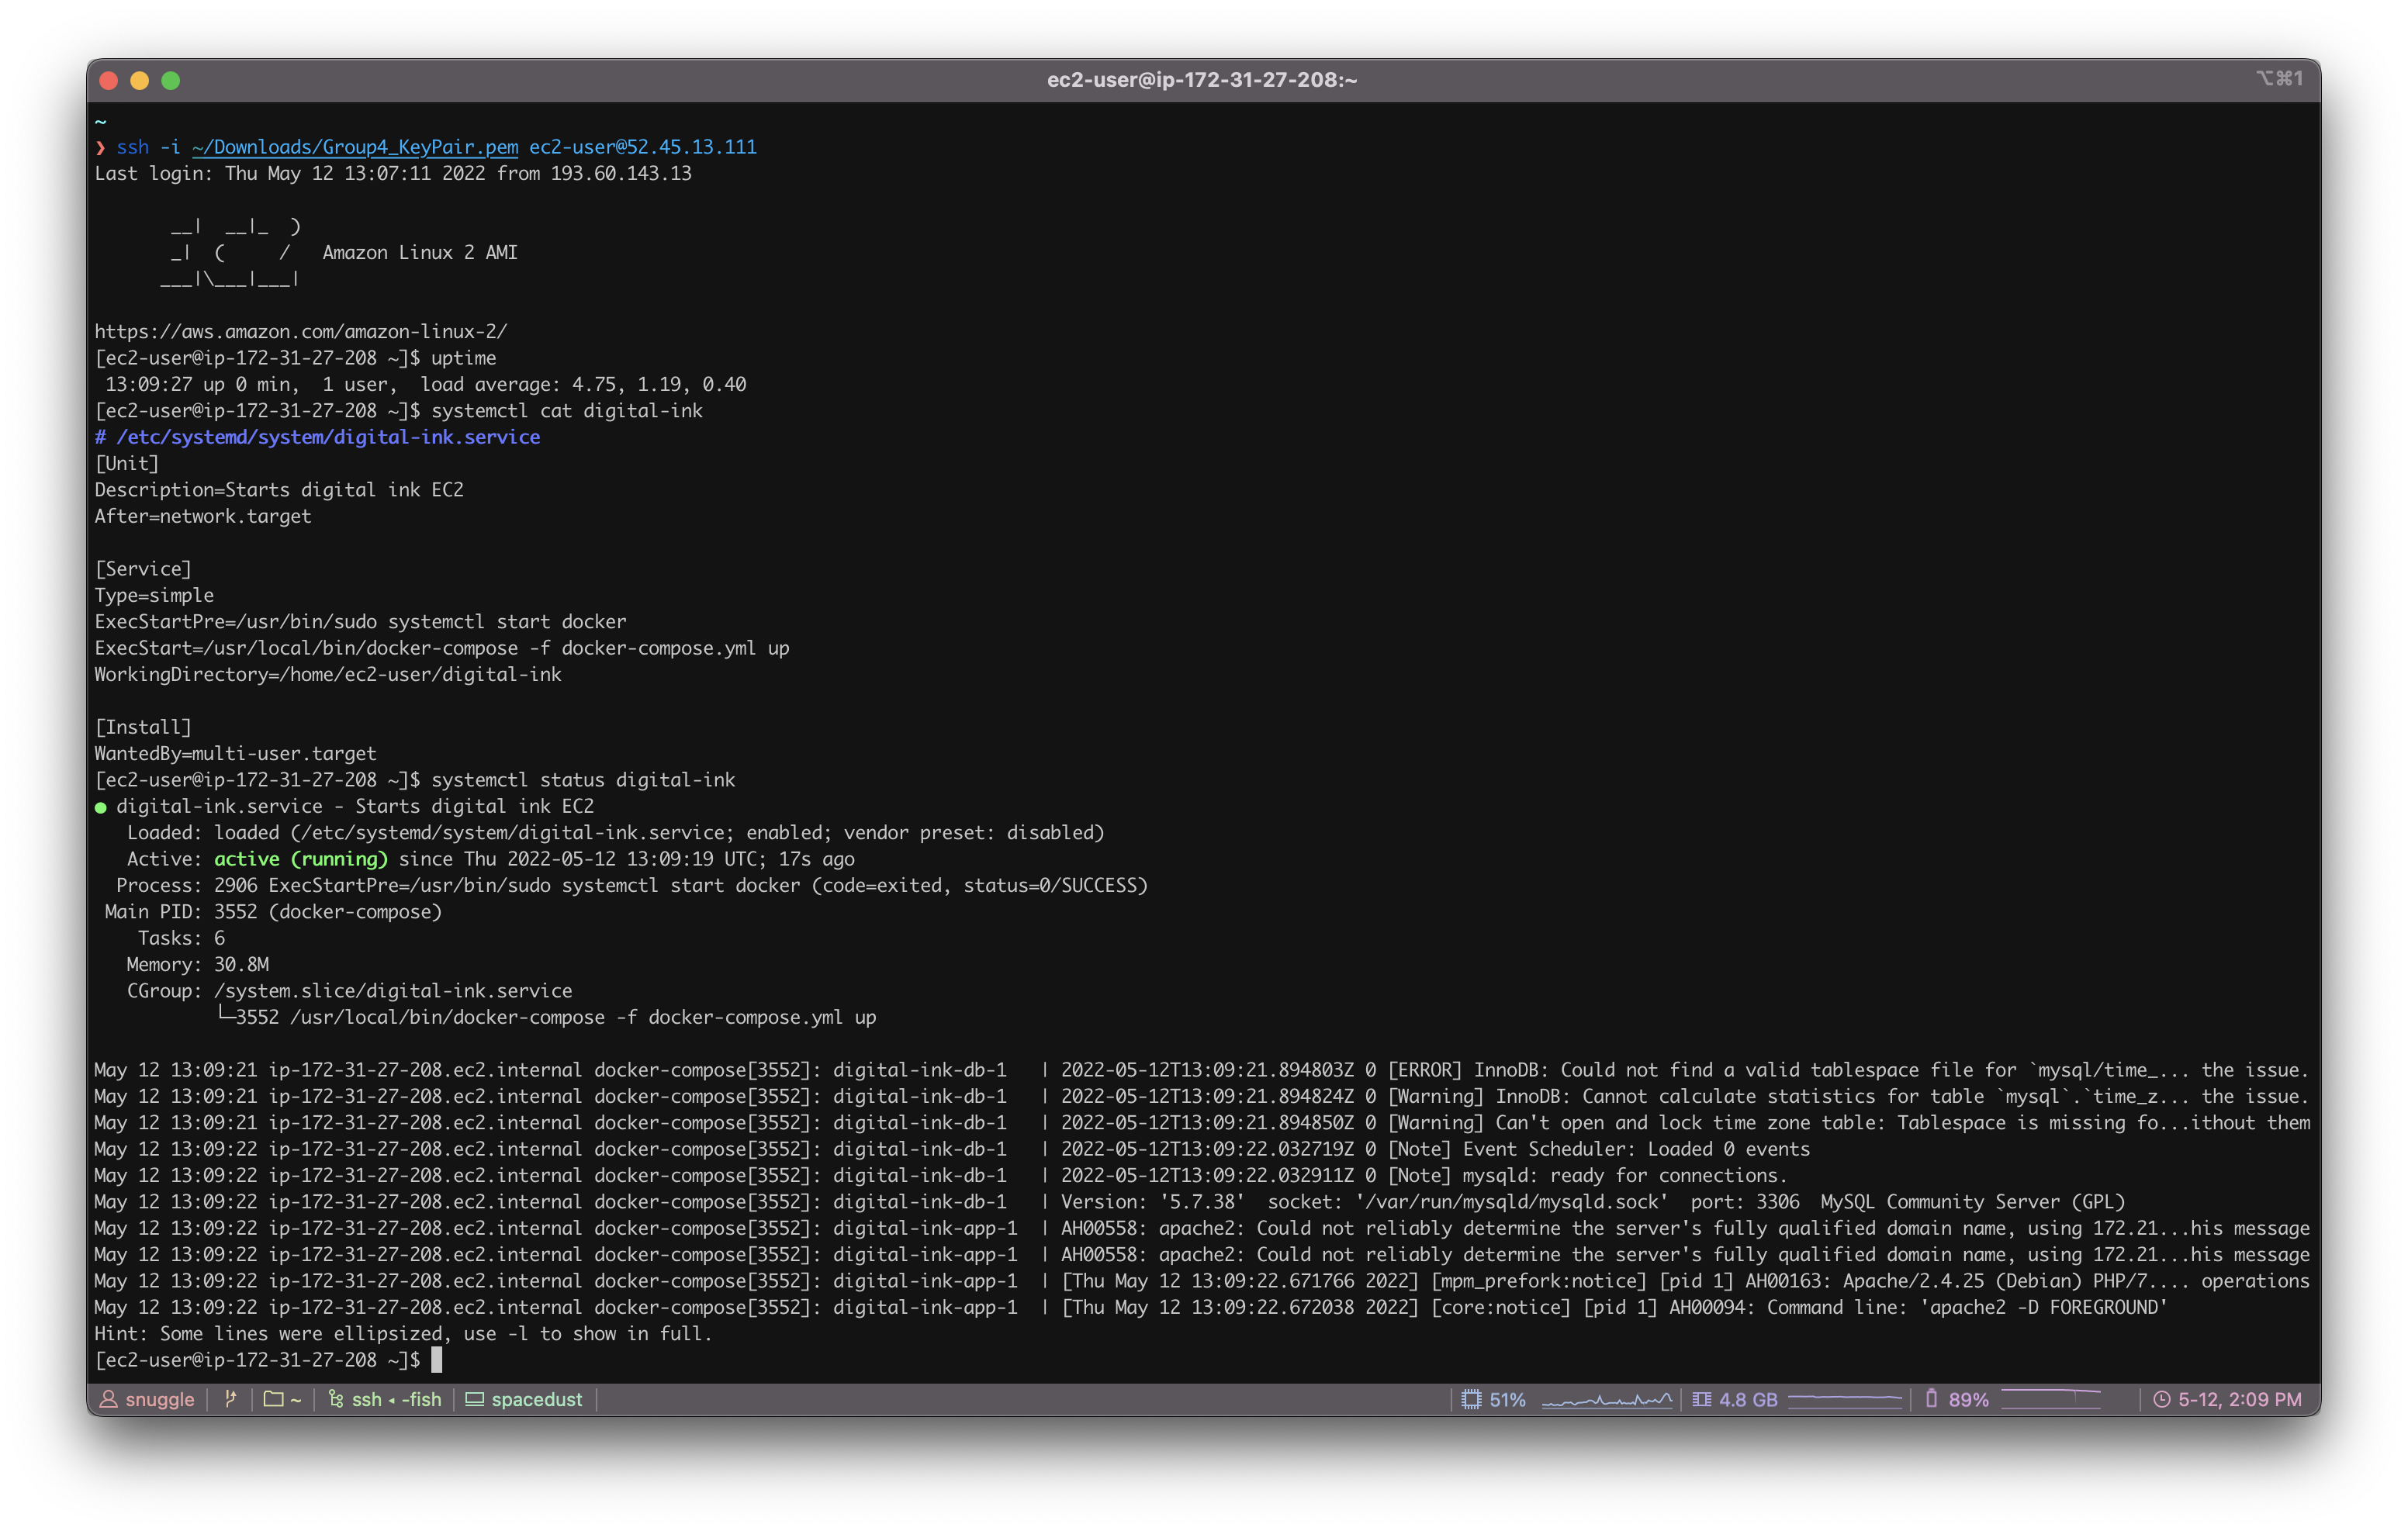 ec2-user@ip-172-31-27-208:~ ⌥⌘1
~
❯ ssh -i ~/Downloads/Group4_KeyPair.pem ec2-user@52.45.13.111
Last login: Thu May 12 13:07:11 2022 from 193.60.143.13

       __|  __|_  )
       _|  (     /   Amazon Linux 2 AMI
      ___|\___|___|

https://aws.amazon.com/amazon-linux-2/
[ec2-user@ip-172-31-27-208 ~]$ uptime
 13:09:27 up 0 min,  1 user,  load average: 4.75, 1.19, 0.40
[ec2-user@ip-172-31-27-208 ~]$ systemctl cat digital-ink
# /etc/systemd/system/digital-ink.service
[Unit]
Description=Starts digital ink EC2
After=network.target

[Service]
Type=simple
ExecStartPre=/usr/bin/sudo systemctl start docker
ExecStart=/usr/local/bin/docker-compose -f docker-compose.yml up
WorkingDirectory=/home/ec2-user/digital-ink

[Install]
WantedBy=multi-user.target
[ec2-user@ip-172-31-27-208 ~]$ systemctl status digital-ink
● digital-ink.service - Starts digital ink EC2
   Loaded: loaded (/etc/systemd/system/digital-ink.service; enabled; vendor preset: disabled)
   Active: active (running) since Thu 2022-05-12 13:09:19 UTC; 17s ago
  Process: 2906 ExecStartPre=/usr/bin/sudo systemctl start docker (code=exited, status=0/SUCCESS)
 Main PID: 3552 (docker-compose)
    Tasks: 6
   Memory: 30.8M
   CGroup: /system.slice/digital-ink.service
           └─3552 /usr/local/bin/docker-compose -f docker-compose.yml up

May 12 13:09:21 ip-172-31-27-208.ec2.internal docker-compose[3552]: digital-ink-db-1   | 2022-05-12T13:09:21.894803Z 0 [ERROR] InnoDB: Could not find a valid tablespace file for `mysql/time_... the issue.
May 12 13:09:21 ip-172-31-27-208.ec2.internal docker-compose[3552]: digital-ink-db-1   | 2022-05-12T13:09:21.894824Z 0 [Warning] InnoDB: Cannot calculate statistics for table `mysql`.`time_z... the issue.
May 12 13:09:21 ip-172-31-27-208.ec2.internal docker-compose[3552]: digital-ink-db-1   | 2022-05-12T13:09:21.894850Z 0 [Warning] Can't open and lock time zone table: Tablespace is missing fo...ithout them
May 12 13:09:22 ip-172-31-27-208.ec2.internal docker-compose[3552]: digital-ink-db-1   | 2022-05-12T13:09:22.032719Z 0 [Note] Event Scheduler: Loaded 0 events
May 12 13:09:22 ip-172-31-27-208.ec2.internal docker-compose[3552]: digital-ink-db-1   | 2022-05-12T13:09:22.032911Z 0 [Note] mysqld: ready for connections.
May 12 13:09:22 ip-172-31-27-208.ec2.internal docker-compose[3552]: digital-ink-db-1   | Version: '5.7.38'  socket: '/var/run/mysqld/mysqld.sock'  port: 3306  MySQL Community Server (GPL)
May 12 13:09:22 ip-172-31-27-208.ec2.internal docker-compose[3552]: digital-ink-app-1  | AH00558: apache2: Could not reliably determine the server's fully qualified domain name, using 172.21...his message
May 12 13:09:22 ip-172-31-27-208.ec2.internal docker-compose[3552]: digital-ink-app-1  | AH00558: apache2: Could not reliably determine the server's fully qualified domain name, using 172.21...his message
May 12 13:09:22 ip-172-31-27-208.ec2.internal docker-compose[3552]: digital-ink-app-1  | [Thu May 12 13:09:22.671766 2022] [mpm_prefork:notice] [pid 1] AH00163: Apache/2.4.25 (Debian) PHP/7.... operations
May 12 13:09:22 ip-172-31-27-208.ec2.internal docker-compose[3552]: digital-ink-app-1  | [Thu May 12 13:09:22.672038 2022] [core:notice] [pid 1] AH00094: Command line: 'apache2 -D FOREGROUND'
Hint: Some lines were ellipsized, use -l to show in full.
[ec2-user@ip-172-31-27-208 ~]$
snuggle ~ ssh ◂ -fish spacedust 51% 4.8 GB 89% 5-12, 2:09 PM